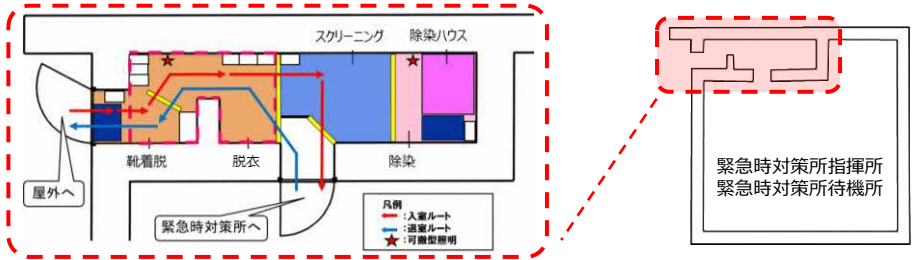 スクリーニング
除染ハウス
靴着脱
脱衣
除染
屋外へ
緊急時対策所へ
凡例
:入室ルート
:退室ルート
:可搬型照明
緊急時対策所指揮所
緊急時対策所待機所